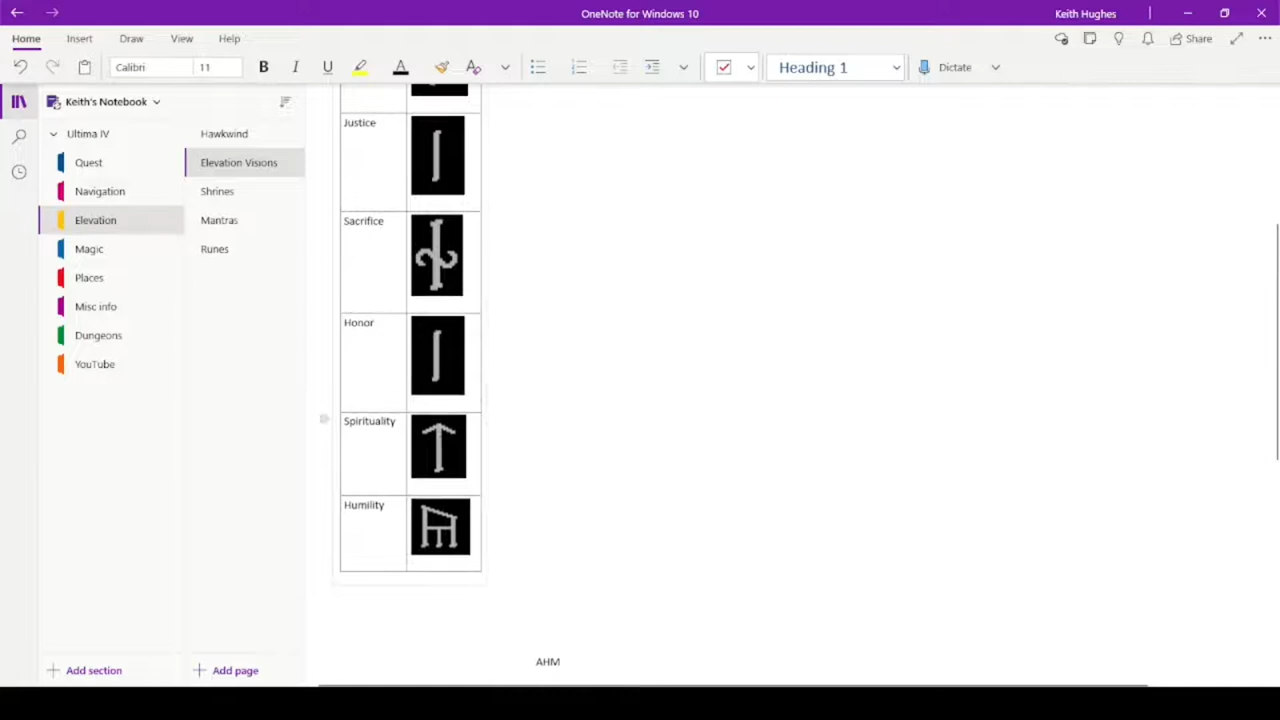 OneNote for Windows 10
Keith Hughes
Home Insert Draw View Help
Share
Calibri 11 B I U A A Heading 1 Dictate
Keith's Notebook
Ultima IV
Quest
Navigation
Elevation
Magic
Places
Misc info
Dungeons
YouTube
Hawkwind
Elevation Visions
Shrines
Mantras
Runes
Justice
Sacrifice
Honor
Spirituality
Humility
AHM
Add section
Add page